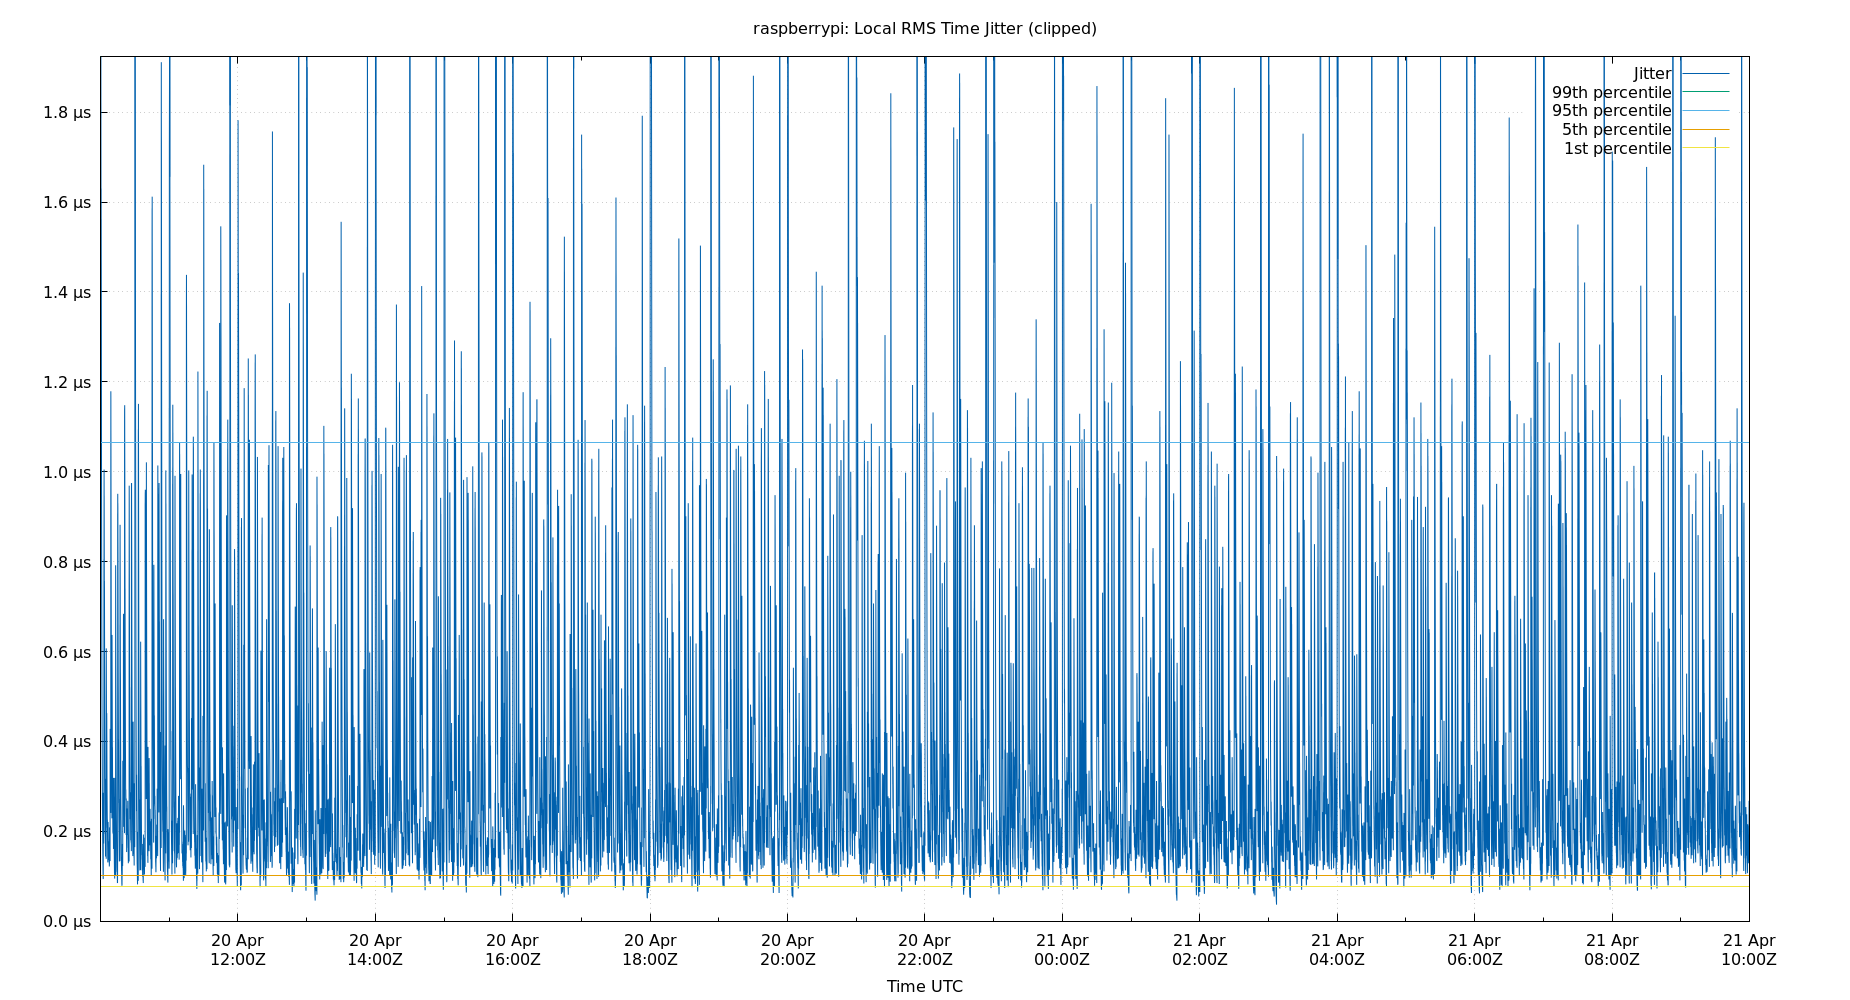 raspberrypi: Local RMS Time Jitter (clipped)
Jitter
99th percentile
95th percentile
5th percentile
1st percentile
1.8 µs
1.6 µs
1.4 µs
1.2 µs
1.0 µs
0.8 µs
0.6 µs
0.4 µs
0.2 µs
0.0 µs
20 Apr 20 Apr 20 Apr 20 Apr 20 Apr 20 Apr 21 Apr 21 Apr 21 Apr 21 Apr 21 Apr 21 Apr
12:00Z 14:00Z 16:00Z 18:00Z 20:00Z 22:00Z 00:00Z 02:00Z 04:00Z 06:00Z 08:00Z 10:00Z
Time UTC